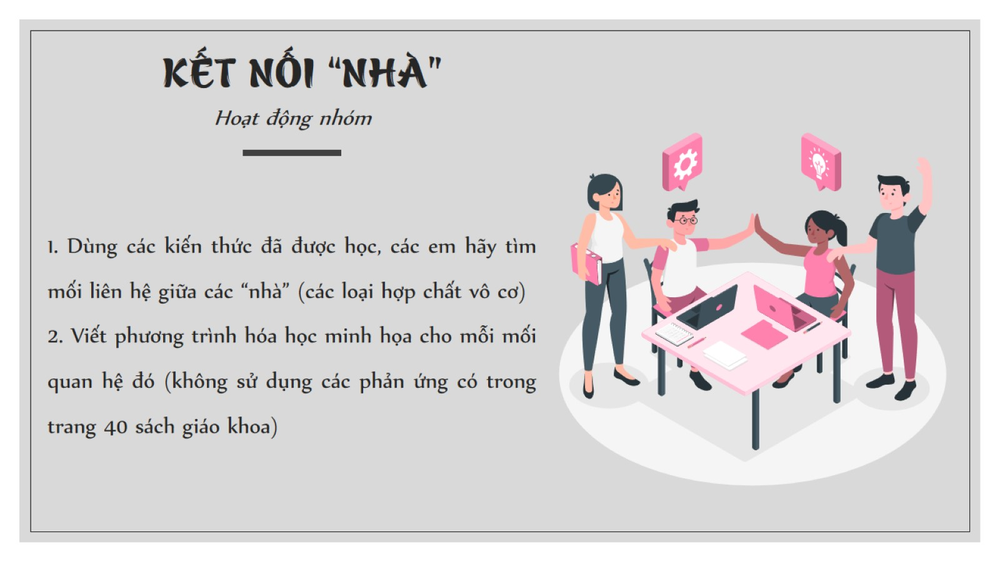 KẾT NỐI “NHÀ”
Hoạt động nhóm
1. Dùng các kiến thức đã được học, các em hãy tìm
mối liên hệ giữa các “nhà” (các loại hợp chất vô cơ)
2. Viết phương trình hóa học minh họa cho mỗi mối
quan hệ đó (không sử dụng các phản ứng có trong
trang 40 sách giáo khoa)